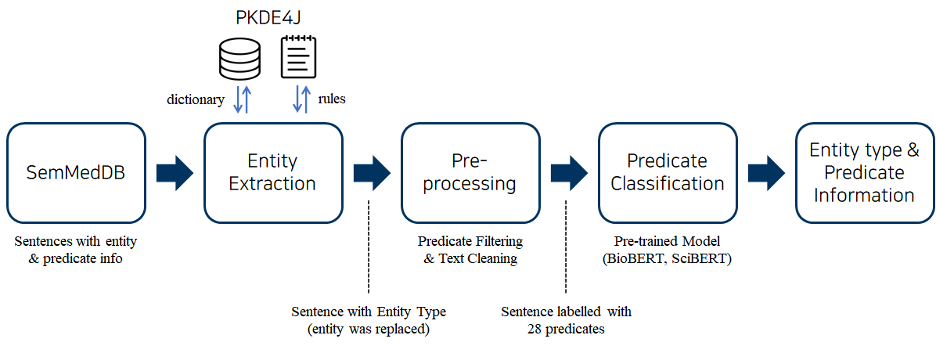 PKDE4J
dictionary
rules
SemMedDB
Entity
Extraction
Pre-
processing
Predicate
Classification
Entity type &
Predicate
Information
Sentences with entity
& predicate info
Predicate Filtering
& Text Cleaning
Pre-trained Model
(BioBERT, SciBERT)
Sentence with Entity Type
(entity was replaced)
Sentence labelled with
28 predicates